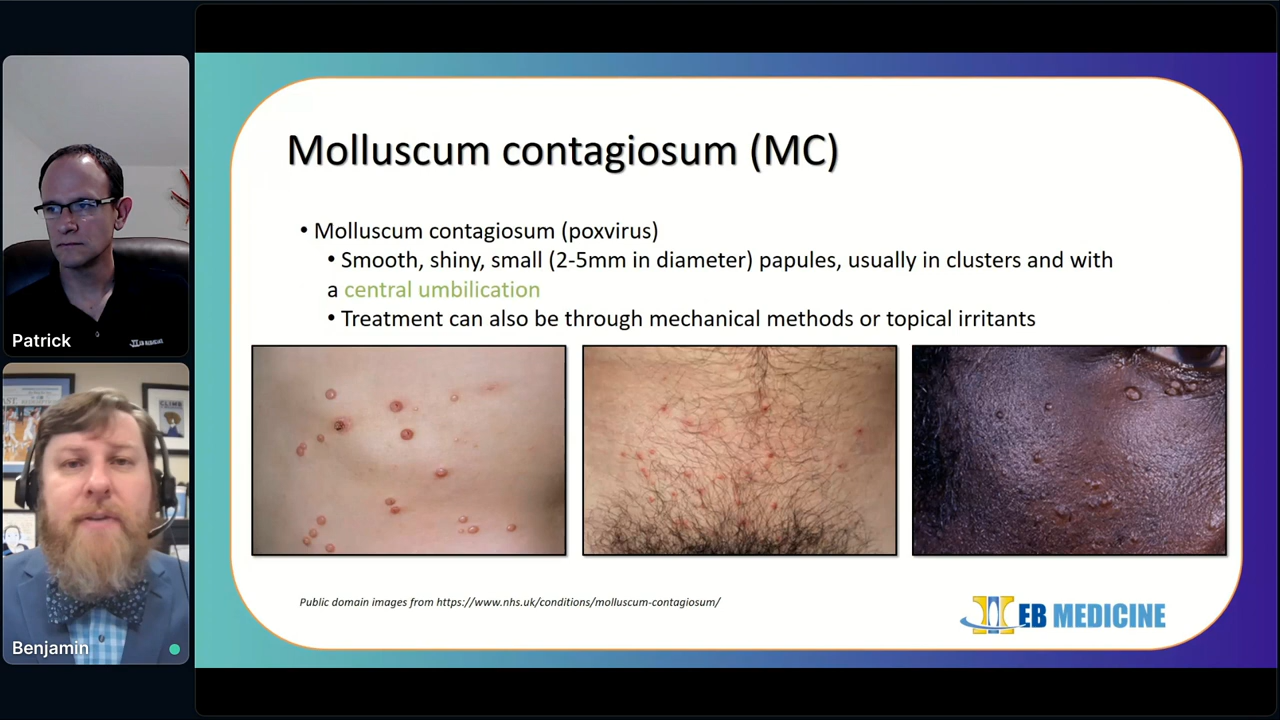 Molluscum contagiosum (MC)
• Molluscum contagiosum (poxvirus)
• Smooth, shiny, small (2-5mm in diameter) papules, usually in clusters and with
a central umbilication
• Treatment can also be through mechanical methods or topical irritants
Public domain images from https://www.nhs.uk/conditions/molluscum-contagiosum/
EB MEDICINE
Patrick
Benjamin